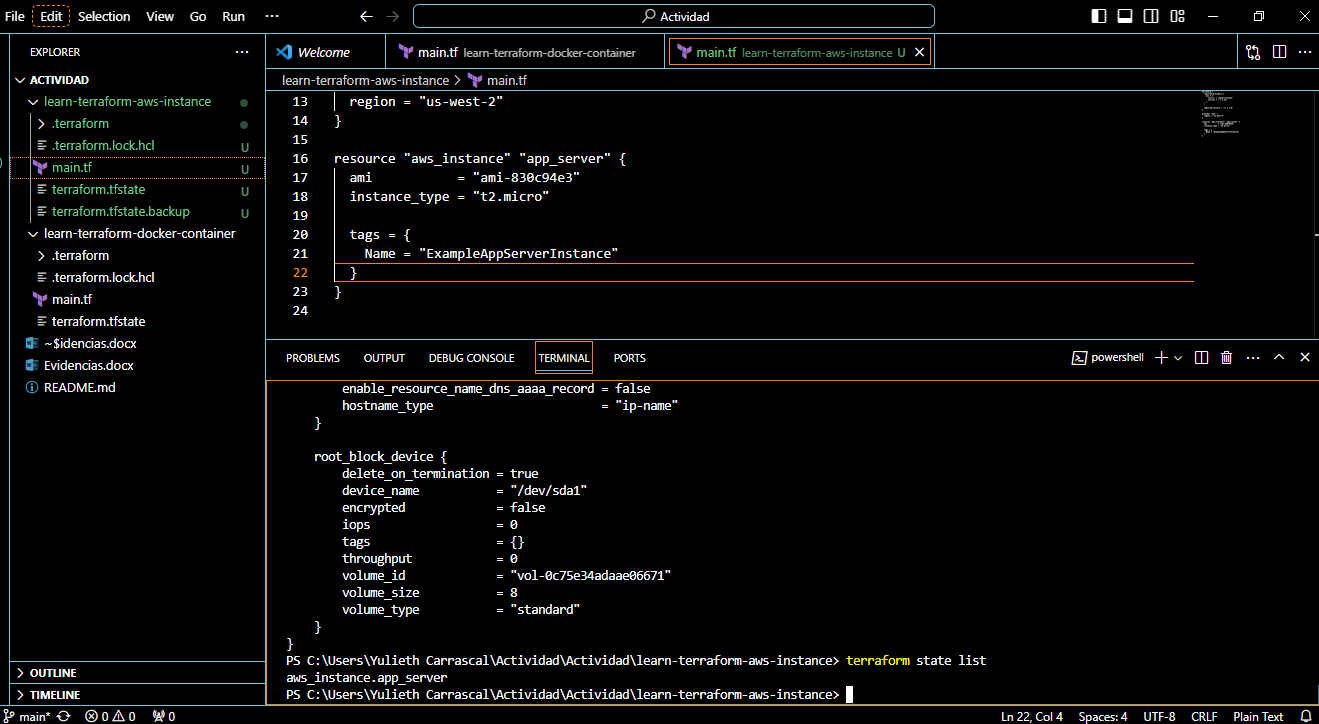 File Edit Selection View Go Run ···
Actividad
EXPLORER ···
ACTIVIDAD
learn-terraform-aws-instance
.terraform
.terraform.lock.hcl U
main.tf U
terraform.tfstate U
terraform.tfstate.backup U
learn-terraform-docker-container
.terraform
.terraform.lock.hcl
main.tf
terraform.tfstate
~$idencias.docx
Evidencias.docx
README.md
OUTLINE
TIMELINE
Welcome
main.tf learn-terraform-docker-container
main.tf learn-terraform-aws-instance U
learn-terraform-aws-instance > main.tf
13 region = "us-west-2"
14 }
15
16 resource "aws_instance" "app_server" {
17 ami = "ami-830c94e3"
18 instance_type = "t2.micro"
19
20 tags = {
21 Name = "ExampleAppServerInstance"
22 }
23 }
24
PROBLEMS OUTPUT DEBUG CONSOLE TERMINAL PORTS
powershell
enable_resource_name_dns_aaaa_record = false
hostname_type = "ip-name"
}
root_block_device {
delete_on_termination = true
device_name = "/dev/sda1"
encrypted = false
iops = 0
tags = {}
throughput = 0
volume_id = "vol-0c75e34adaae06671"
volume_size = 8
volume_type = "standard"
}
}
PS C:\Users\Yulieth Carrascal\Actividad\Actividad\learn-terraform-aws-instance> terraform state list
aws_instance.app_server
PS C:\Users\Yulieth Carrascal\Actividad\Actividad\learn-terraform-aws-instance>
main* 0 0 0
Ln 22, Col 4 Spaces: 4 UTF-8 CRLF Plain Text